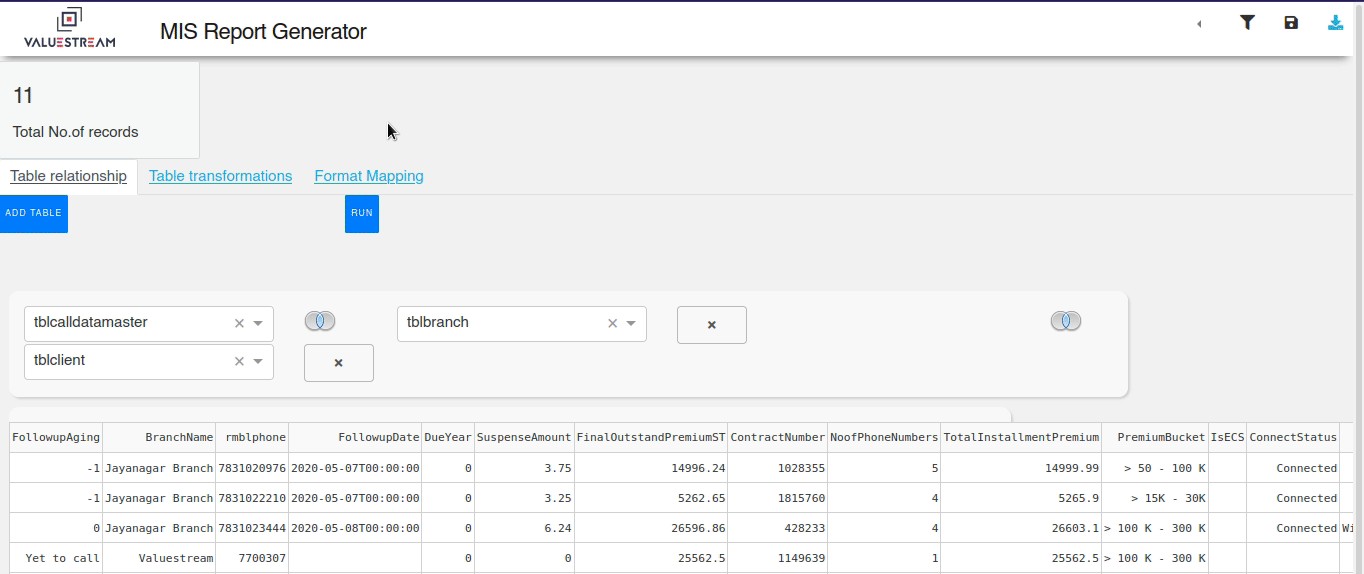 VALUESTREAM
MIS Report Generator
11
Total No.of records
Table relationship Table transformations Format Mapping
ADD TABLE RUN
tblcalldatamaster × tblbranch × ×
tblclient × ×
FollowupAging BranchName rmblphone FollowupDate DueYear SuspenseAmount FinalOutstandPremiumST ContractNumber NoofPhoneNumbers TotalInstallmentPremium PremiumBucket IsECS ConnectStatus
-1 Jayanagar Branch 7831020976 2020-05-07T00:00:00 0 3.75 14996.24 1028355 5 14999.99 > 50 - 100 K Connected
-1 Jayanagar Branch 7831022210 2020-05-07T00:00:00 0 3.25 5262.65 1815760 4 5265.9 > 15K - 30K Connected
0 Jayanagar Branch 7831023444 2020-05-08T00:00:00 0 6.24 26596.86 428233 4 26603.1 > 100 K - 300 K Connected Wi
Yet to call Valuestream 7700307 0 0 25562.5 1149639 1 25562.5 > 100 K - 300 K